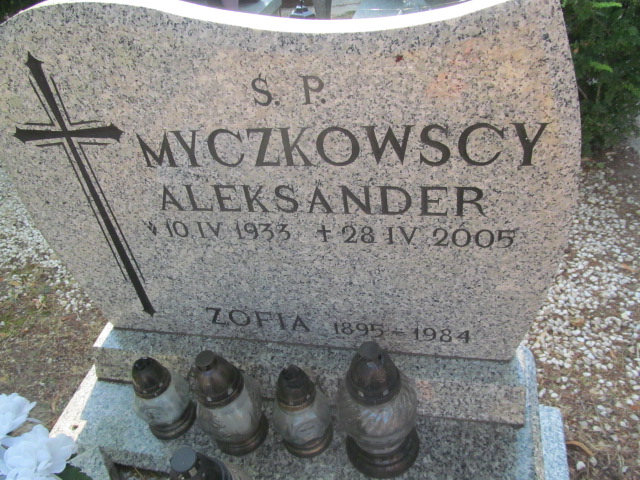 S. P.
MYCZKOWSCY
ALEKSANDER
* 10 IV 1933 + 28 IV 2005
ZOFIA 1895 - 1984